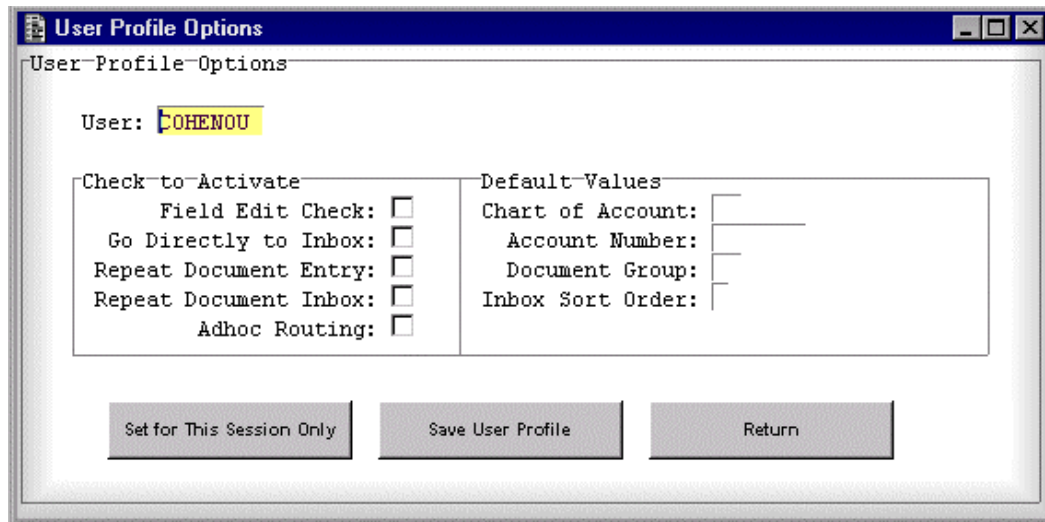 User Profile Options
User Profile Options
User: COHENOU
Check to Activate
Field Edit Check:
Go Directly to Inbox:
Repeat Document Entry:
Repeat Document Inbox:
Adhoc Routing:
Default Values
Chart of Account:
Account Number:
Document Group:
Inbox Sort Order:
Set for This Session Only
Save User Profile
Return